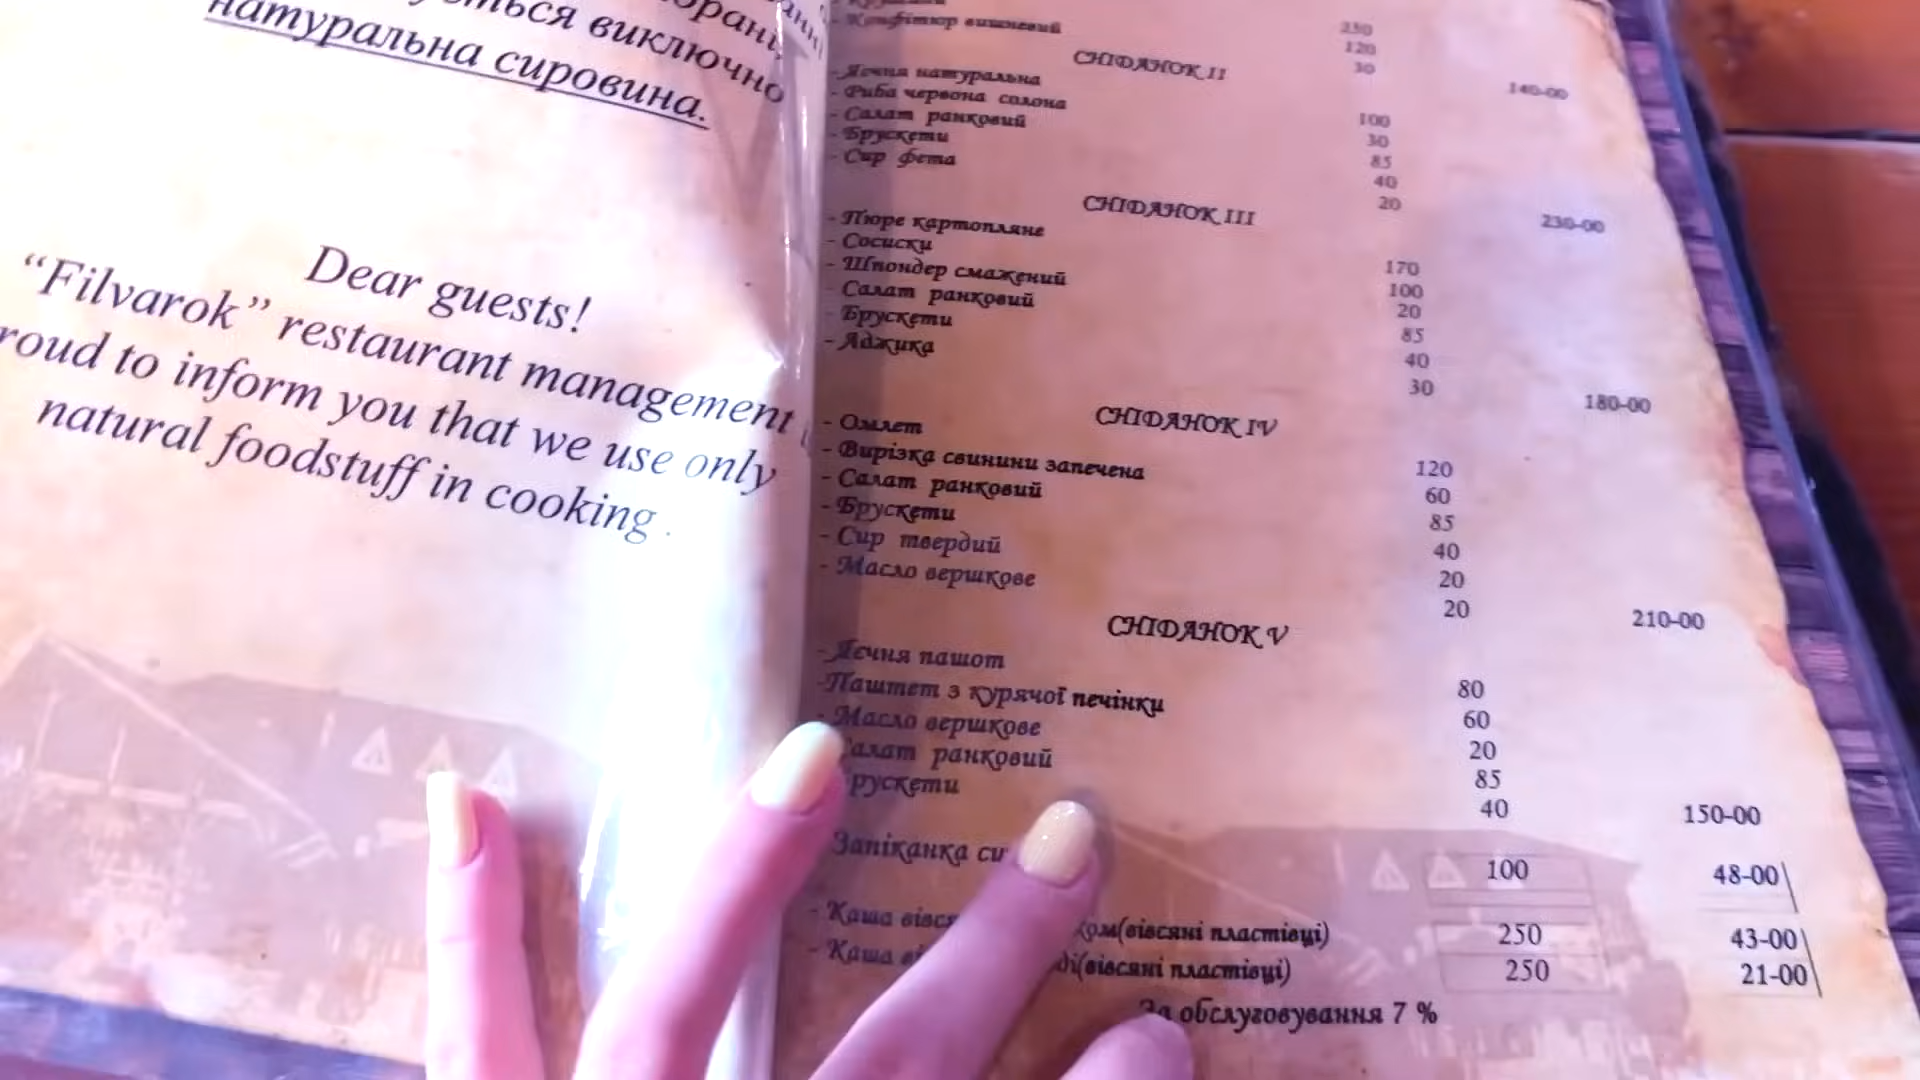 виключно
натуральна сировина.
Dear guests!
“Filvarok” restaurant management
roud to inform you that we use only
natural foodstuff in cooking .
250
- Конфітюр вишневий 120
30
СНІДАНОК II 140-00
- Яєчня натуральна 100
- Риба червона солона 30
- Салат ранковий 85
- Брускети 40
- Сир фета 20
СНІДАНОК III 230-00
- Пюре картопляне 170
- Сосиски 100
- Шпондер смажений 20
- Салат ранковий 85
- Брускети 40
- Аджика 30
СНІДАНОК IV 180-00
- Омлет 120
- Вирізка свинини запечена 60
- Салат ранковий 85
- Брускети 40
- Сир твердий 20
- Масло вершкове 20
СНІДАНОК V 210-00
- Яєчня пашот 80
-Паштет з курячої печінки 60
- Масло вершкове 20
Салат ранковий 85
рускети 40
150-00
Запіканка 100 48-00
- Каша (вівсяні пластівці) 250 43-00
- Каша (вівсяні пластівці) 250 21-00
За обслуговування 7 %